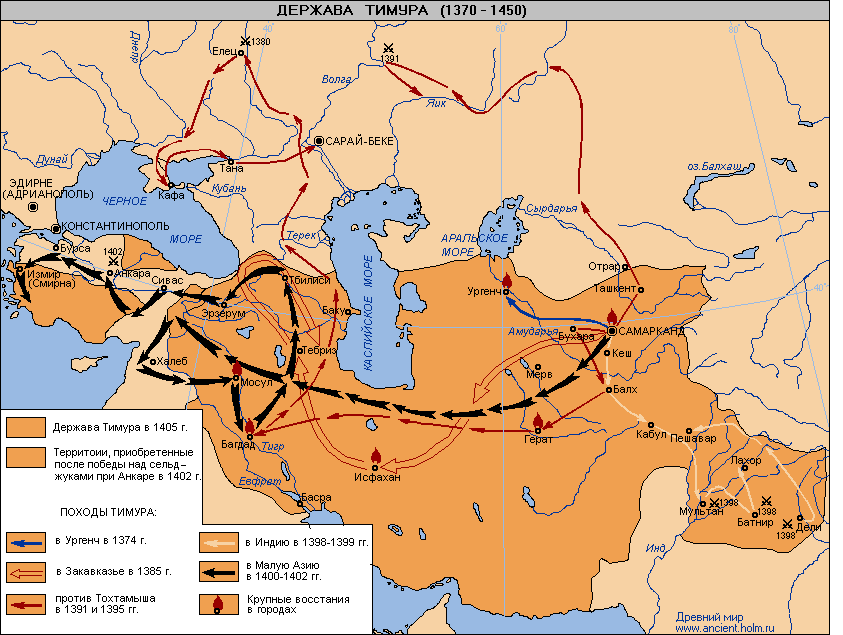 ДЕРЖАВА ТИМУРА (1370 - 1450)
40°
60°
80°
Елец
1380
1391
Днепр
Волга
Яик
САРАЙ-БЕКЕ
Дунай
Тана
оз.Балхаш
Кафа
Кубань
ЭДИРНЕ
(АДРИАНОПОЛЬ)
ЧЕРНОЕ
МОРЕ
Сырдарья
КОНСТАНТИНОПОЛЬ
Терек
АРАЛЬСКОЕ
МОРЕ
Бурса
1402
Анкара
Измир
(Смирна)
Сивас
Тбилиси
КАСПИЙСКОЕ МОРЕ
Отрар
Ташкент
40°
Ургенч
Эрзерум
Баку
Амударья
Бухара
САМАРКАНД
Тебриз
Кеш
Халеб
Мосул
Мерв
Балх
Багдад
Тигр
Герат
Кабул
Пешавар
Евфрат
Исфахан
Лахор
Басра
Мультан
1398
1398
Батнир
1398
Дели
Инд
Держава Тимура в 1405 г.
Территоии, приобретенные
после победы над сельд-
жуками при Анкаре в 1402 г.
ПОХОДЫ ТИМУРА:
в Ургенч в 1374 г.
в Закавказье в 1385 г.
против Тохтамыша
в 1391 и 1395 гг.
в Индию в 1398-1399 гг.
в Малую Азию
в 1400-1402 гг.
Крупные восстания
в городах
Древний мир
www.ancient.holm.ru